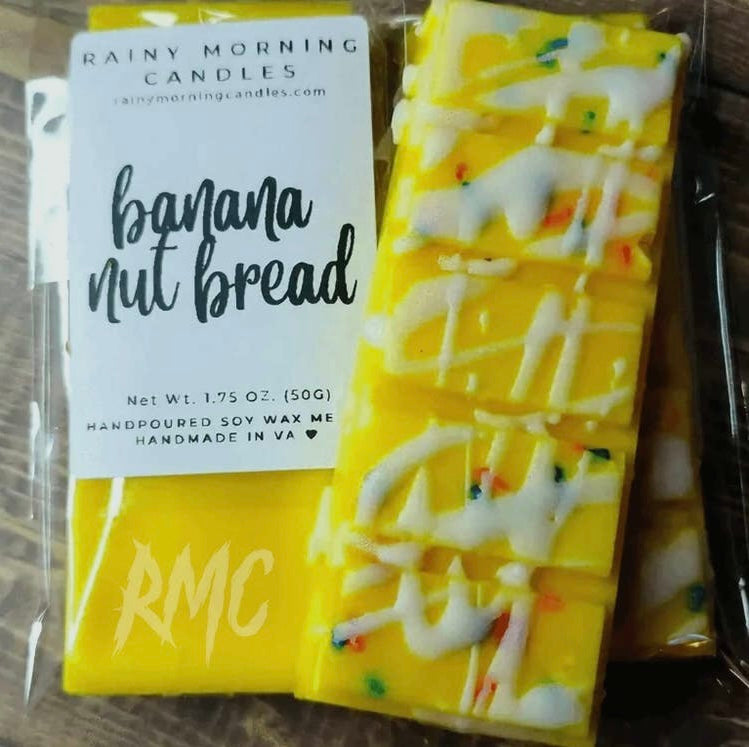 RAINY MORNING
CANDLES
rainymorningcandles.com
banana
nut bread
Net Wt. 1.75 OZ. (50G)
HANDPOURED SOY WAX ME
HANDMADE IN VA ♥
RMC